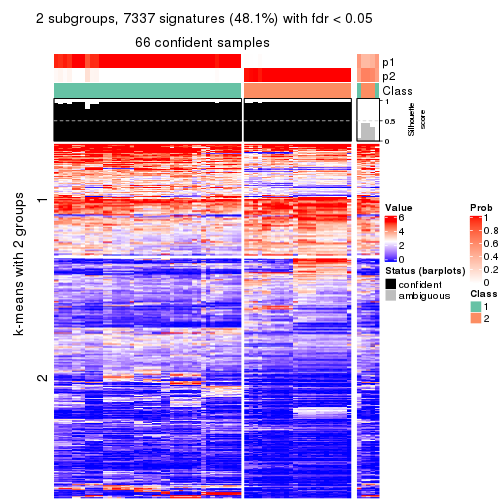 2 subgroups, 7337 signatures (48.1%) with fdr < 0.05
66 confident samples
p1
p2
Class
1
0.5
0
Silhouette
score
k-means with 2 groups
1
2
Value
6
4
2
0
Status (barplots)
confident
ambiguous
Prob
1
0.8
0.6
0.4
0.2
0
Class
1
2